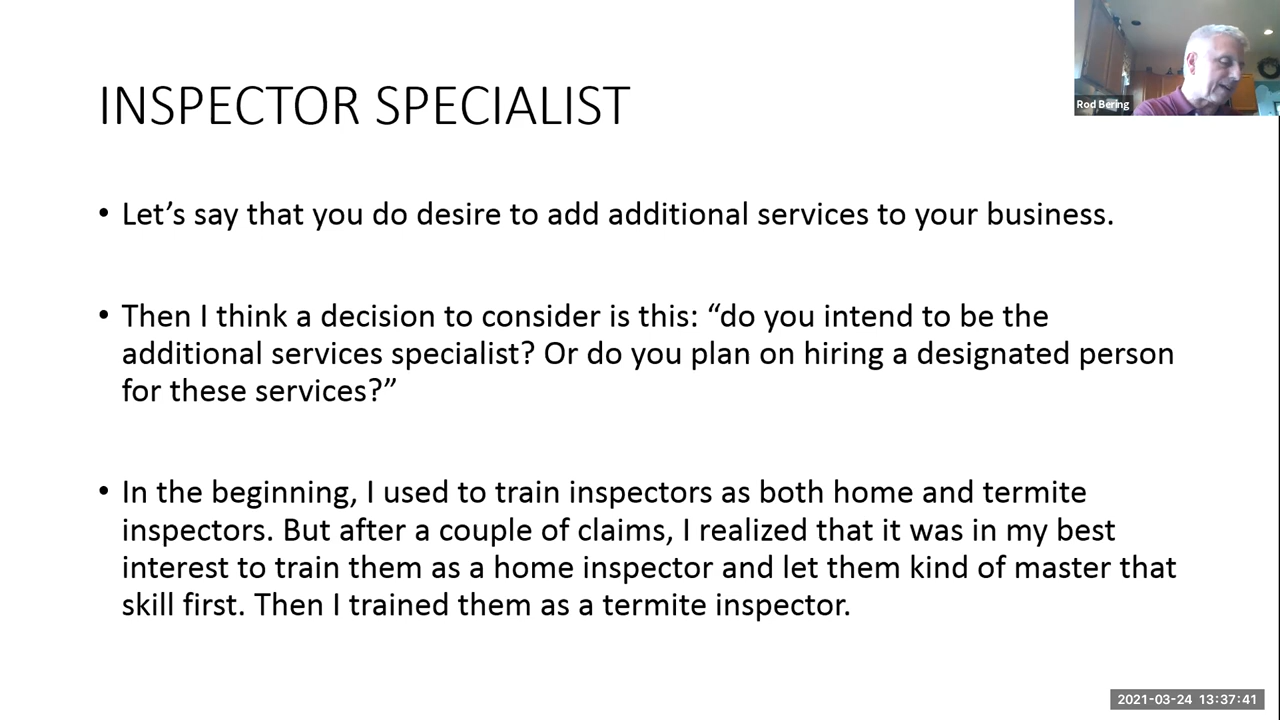 INSPECTOR SPECIALIST
Rod Bering
• Let’s say that you do desire to add additional services to your business.
• Then I think a decision to consider is this: “do you intend to be the
additional services specialist? Or do you plan on hiring a designated person
for these services?”
• In the beginning, I used to train inspectors as both home and termite
inspectors. But after a couple of claims, I realized that it was in my best
interest to train them as a home inspector and let them kind of master that
skill first. Then I trained them as a termite inspector.
2021-03-24 13:37:41